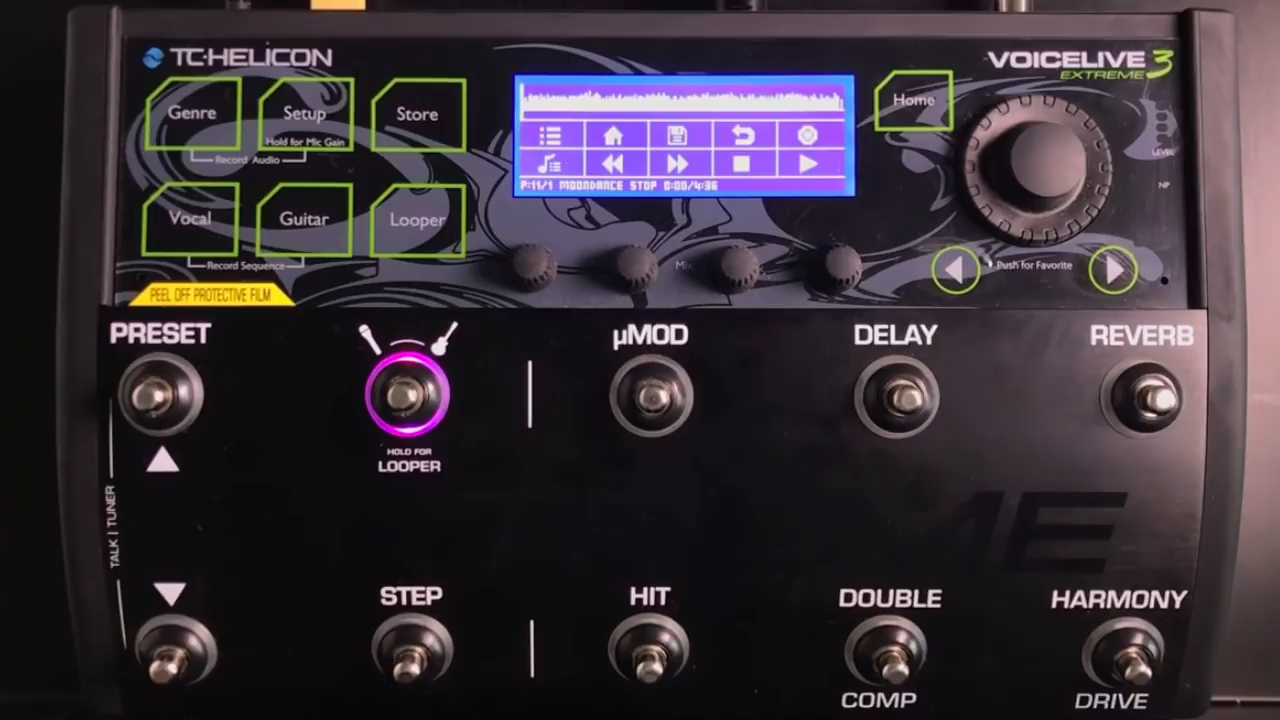 TC·HELICON
VOICELIVE 3
EXTREME
Genre
Setup
Hold for Mic Gain
Store
Record Audio
Home
LEVEL
P:11/1 MOONDANCE STOP 0:00/4:36
Vocal
Guitar
Looper
Record Sequence
Mix
Push for Favorite
PEEL OFF PROTECTIVE FILM
PRESET
µMOD
DELAY
REVERB
HOLD FOR
LOOPER
TALK | TUNER
STEP
HIT
DOUBLE
HARMONY
COMP
DRIVE